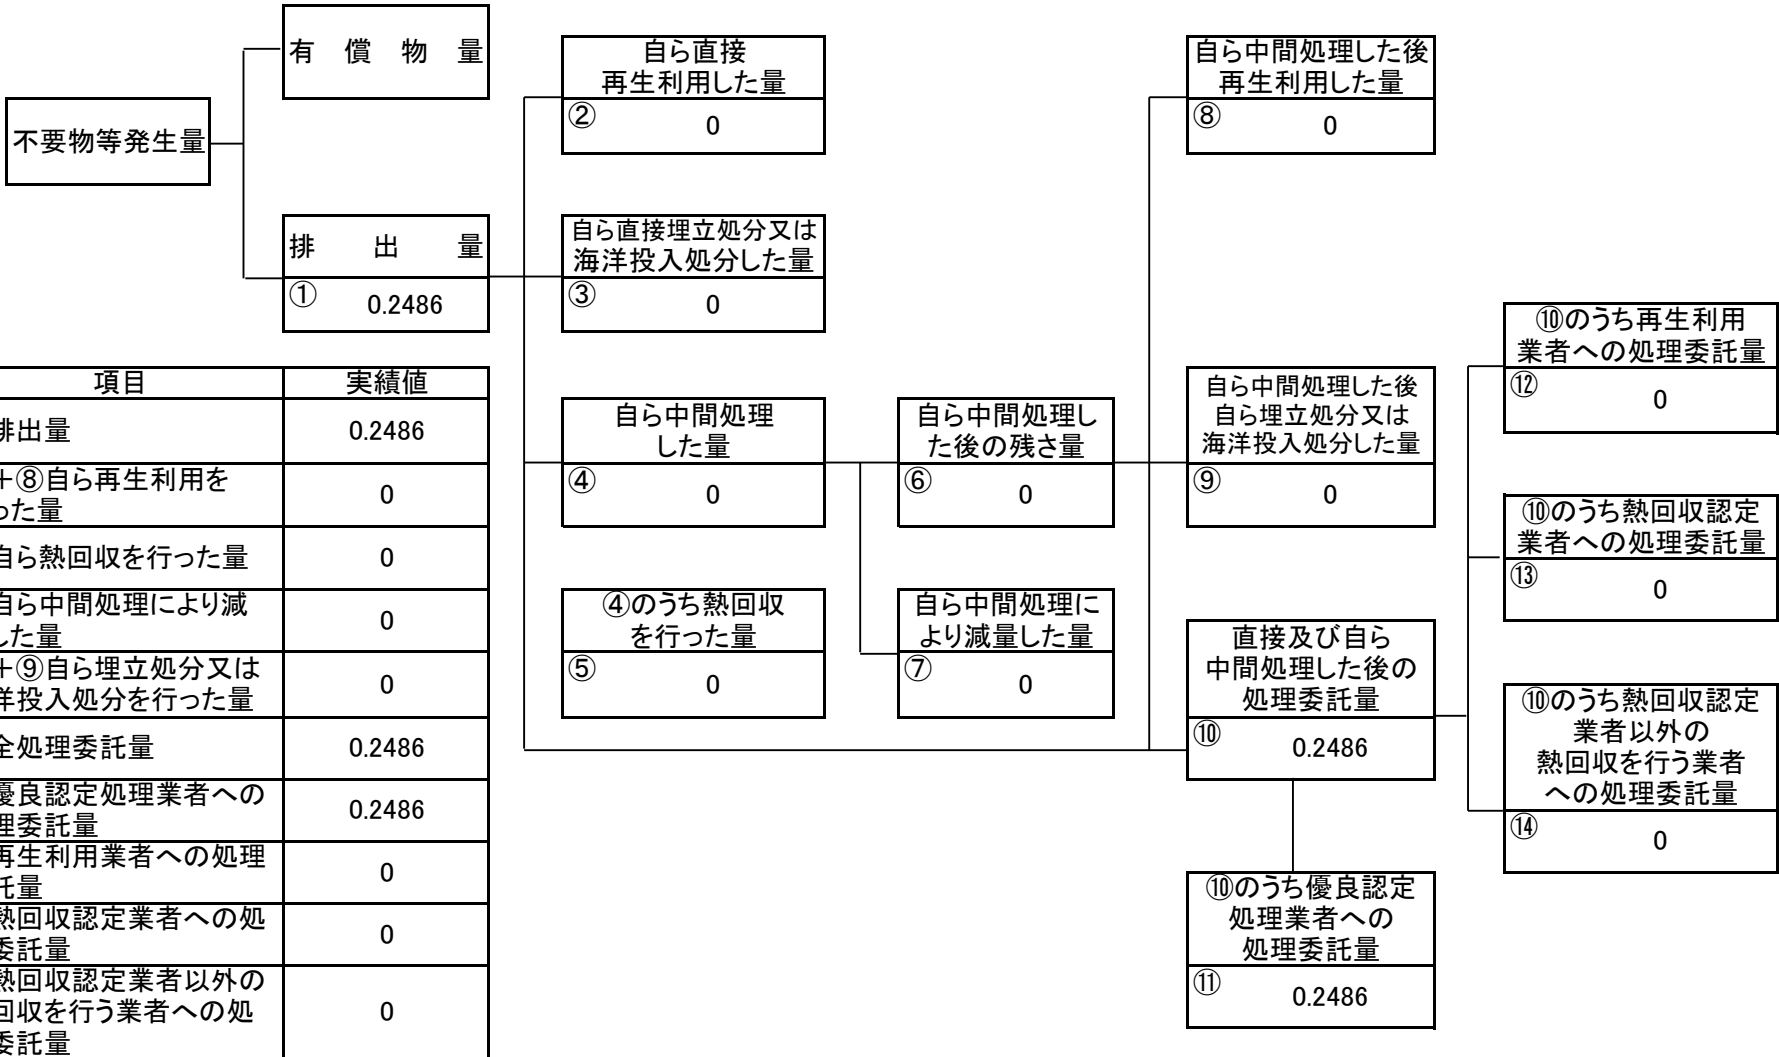 有償物量
不要物等発生量
排出量
① 0.2486
自ら直接
再生利用した量
② 0
自ら直接埋立処分又は
海洋投入処分した量
③ 0
自ら中間処理
した量
④ 0
④のうち熱回収
を行った量
⑤ 0
自ら中間処理し
た後の残さ量
⑥ 0
自ら中間処理に
より減量した量
⑦ 0
自ら中間処理した後
再生利用した量
⑧ 0
自ら中間処理した後
自ら埋立処分又は
海洋投入処分した量
⑨ 0
直接及び自ら
中間処理した後の
処理委託量
⑩ 0.2486
⑩のうち優良認定
処理業者への
処理委託量
⑪ 0.2486
⑩のうち再生利用
業者への処理委託量
⑫ 0
⑩のうち熱回収認定
業者への処理委託量
⑬ 0
⑩のうち熱回収認定
業者以外の
熱回収を行う業者
への処理委託量
⑭ 0
項目 実績値
排出量 0.2486
+⑧自ら再生利用を
った量 0
自ら熱回収を行った量 0
自ら中間処理により減
した量 0
+⑨自ら埋立処分又は
洋投入処分を行った量 0
全処理委託量 0.2486
優良認定処理業者への
理委託量 0.2486
再生利用業者への処理
託量 0
熱回収認定業者への処
委託量 0
熱回収認定業者以外の
回収を行う業者への処
委託量 0